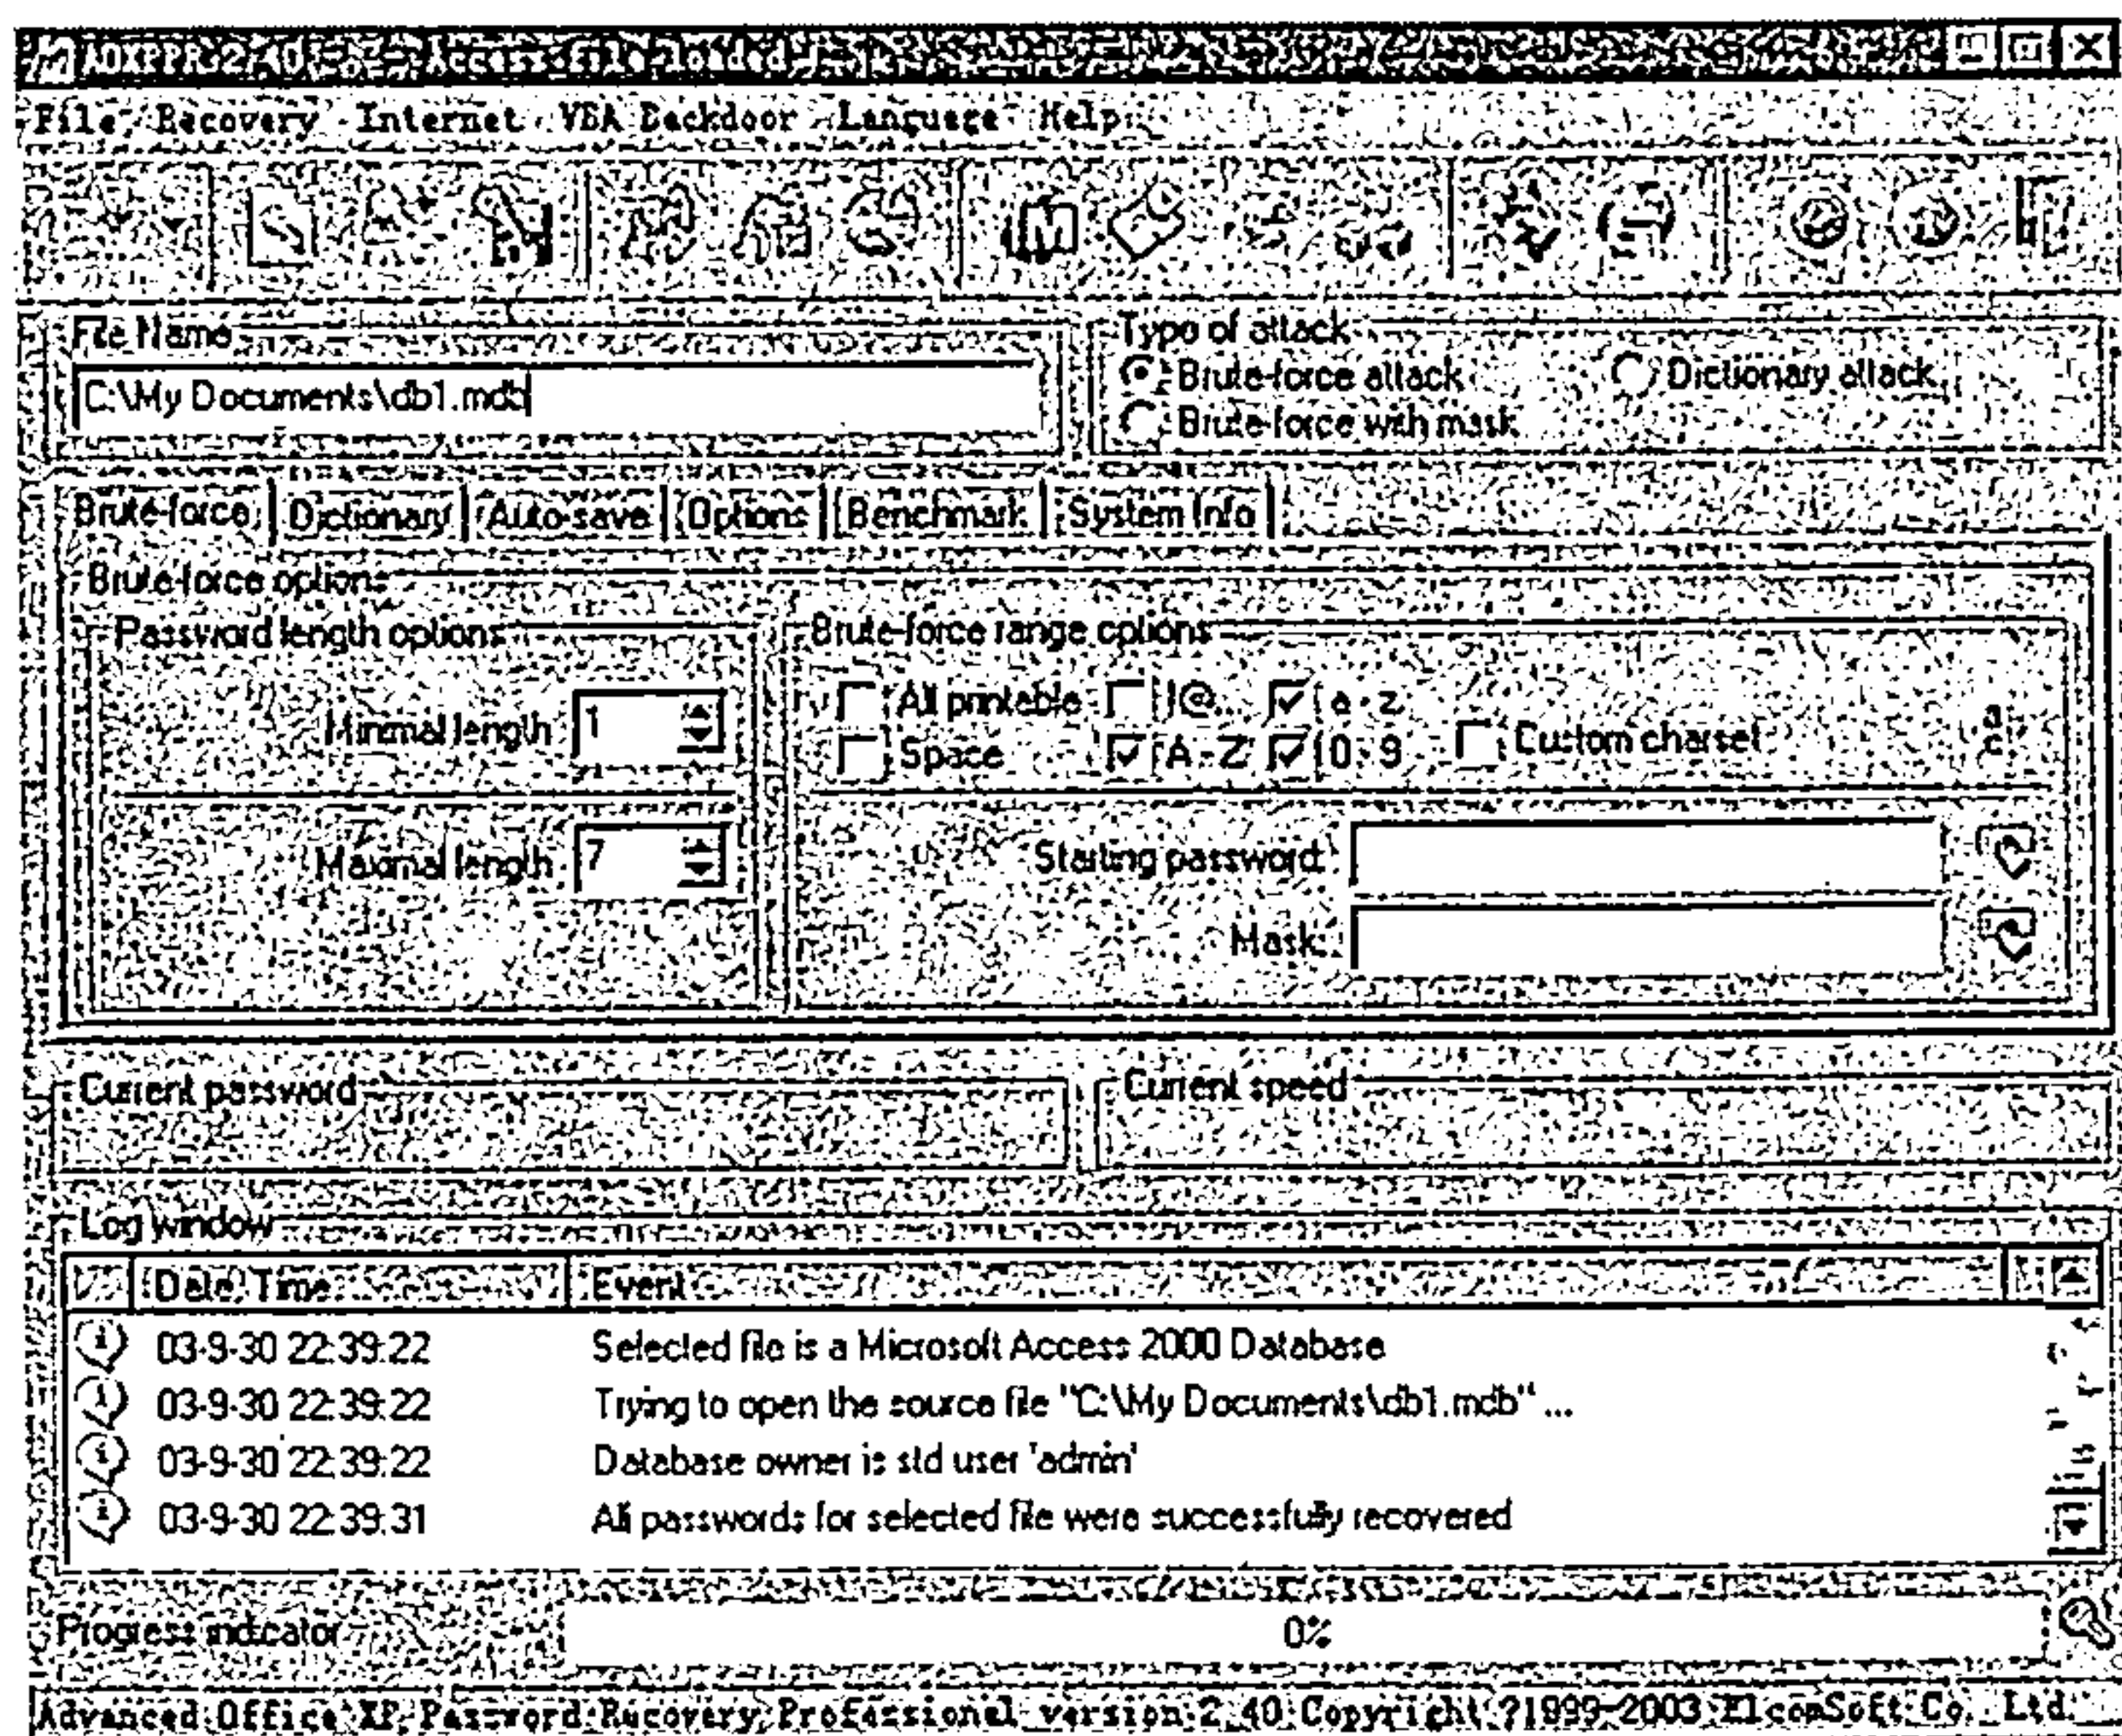 AOXPPR 2.40 - Access file loaded
File Recovery Internet VBA Backdoor Language Help
File Name
Type of attack
C:\My Documents\db1.mdb
Brute-force attack Dictionary attack
Brute-force with mask
Brute-force Dictionary Auto-save Options Benchmark System Info
Brute-force options
Password length options
Brute-force range options
Minimal length 1
All printable !@... a - z
Space A - Z 0 - 9 Custom charset
Maximal length 7
Starting password:
Mask:
Current password
Current speed
Log window
Date, Time Event
03-9-30 22:39:22 Selected file is a Microsoft Access 2000 Database
03-9-30 22:39:22 Trying to open the source file "C:\My Documents\db1.mdb" ...
03-9-30 22:39:22 Database owner is std user 'admin'
03-9-30 22:39:31 All passwords for selected file were successfully recovered
Progress indicator 0%
Advanced Office XP Password Recovery Professional version 2.40 Copyright ?1999-2003 ElcomSoft Co. Ltd.